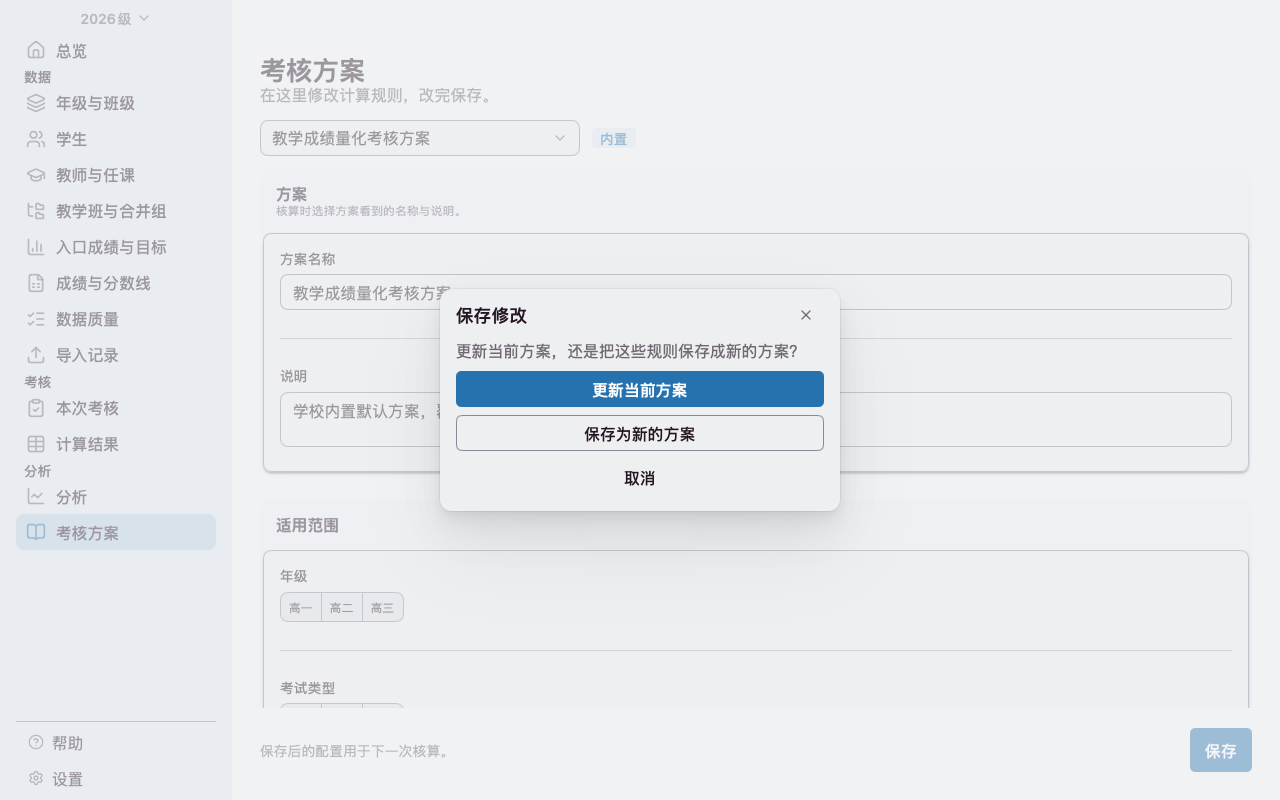 2026级
总览
数据
年级与班级
学生
教师与任课
教学班与合并组
入口成绩与目标
成绩与分数线
数据质量
导入记录
考核
本次考核
计算结果
分析
分析
考核方案
帮助
设置
考核方案
在这里修改计算规则，改完保存。
教学成绩量化考核方案
内置
方案
核算时选择方案看到的名称与说明。
方案名称
教学成绩量化考核方案
说明
学校内置默认方案，
保存修改
更新当前方案，还是把这些规则保存成新的方案？
更新当前方案
保存为新的方案
取消
适用范围
年级
高一 高二 高三
考试类型
保存后的配置用于下一次核算。
保存